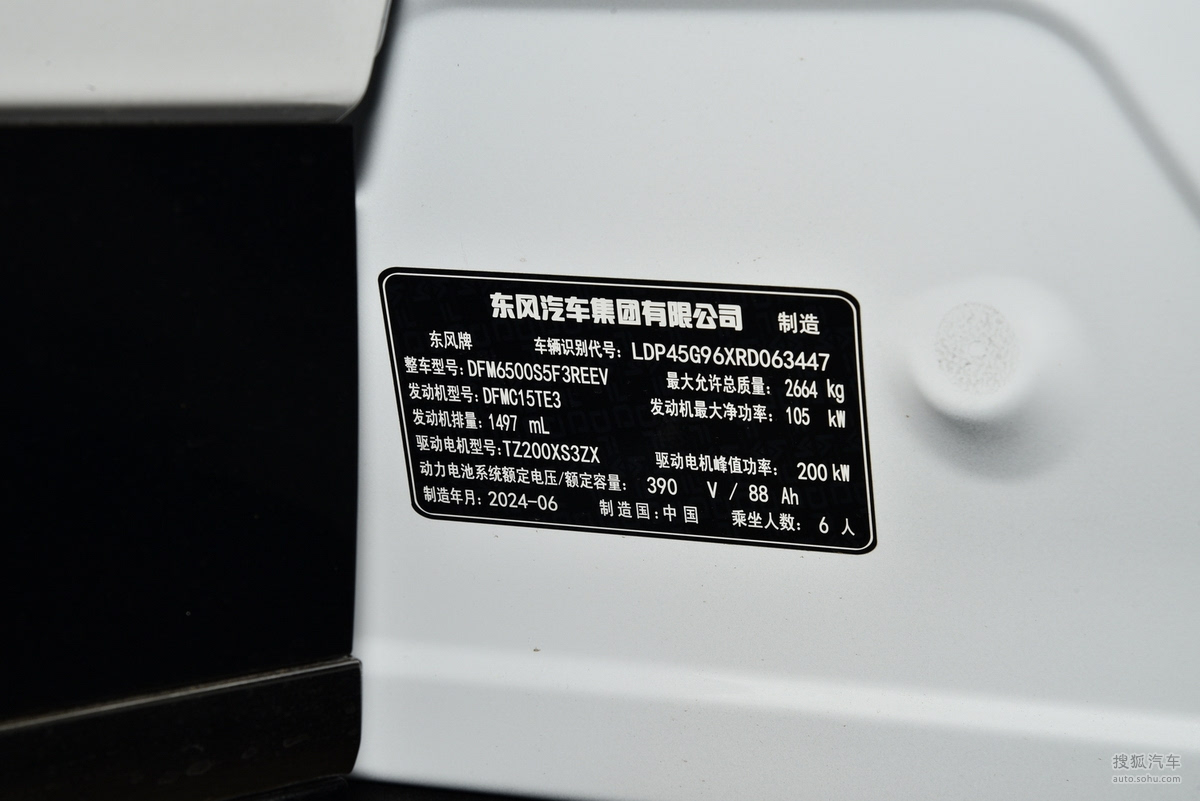 东风汽车集团有限公司 制造
东风牌 车辆识别代号: LDP45G96XRD063447
整车型号: DFM6500S5F3REEV 最大允许总质量: 2664 kg
发动机型号: DFMC15TE3 发动机最大净功率: 105 kW
发动机排量: 1497 mL
驱动电机型号: TZ200XS3ZX 驱动电机峰值功率: 200 kW
动力电池系统额定电压/额定容量: 390 V / 88 Ah
制造年月: 2024-06 制造国: 中国 乘坐人数: 6 人
搜狐汽车
auto.sohu.com